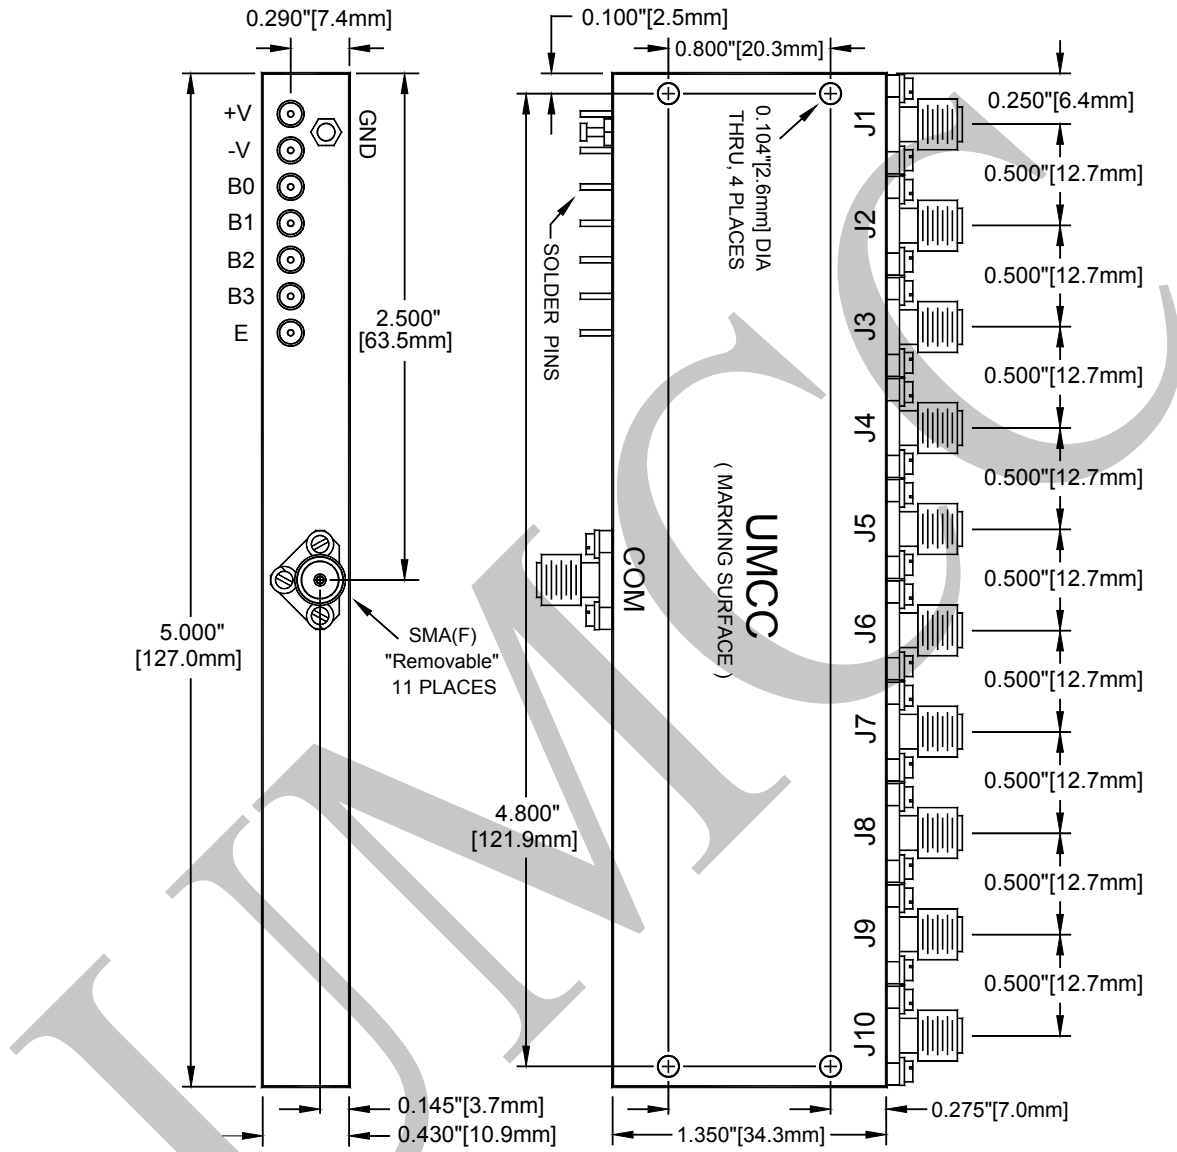 0.290"[7.4mm]
0.100"[2.5mm]
0.800"[20.3mm]
+V
-V
B0
B1
B2
B3
E
GND
2.500"
[63.5mm]
5.000"
[127.0mm]
SMA(F)
"Removable"
11 PLACES
0.145"[3.7mm]
0.430"[10.9mm]
SOLDER PINS
0.104"[2.6mm] DIA
THRU, 4 PLACES
COM
UMCC
( MARKING SURFACE )
4.800"
[121.9mm]
J1
J2
J3
J4
J5
J6
J7
J8
J9
J10
0.250"[6.4mm]
0.500"[12.7mm]
0.500"[12.7mm]
0.500"[12.7mm]
0.500"[12.7mm]
0.500"[12.7mm]
0.500"[12.7mm]
0.500"[12.7mm]
0.500"[12.7mm]
0.500"[12.7mm]
0.275"[7.0mm]
1.350"[34.3mm]
UMCC